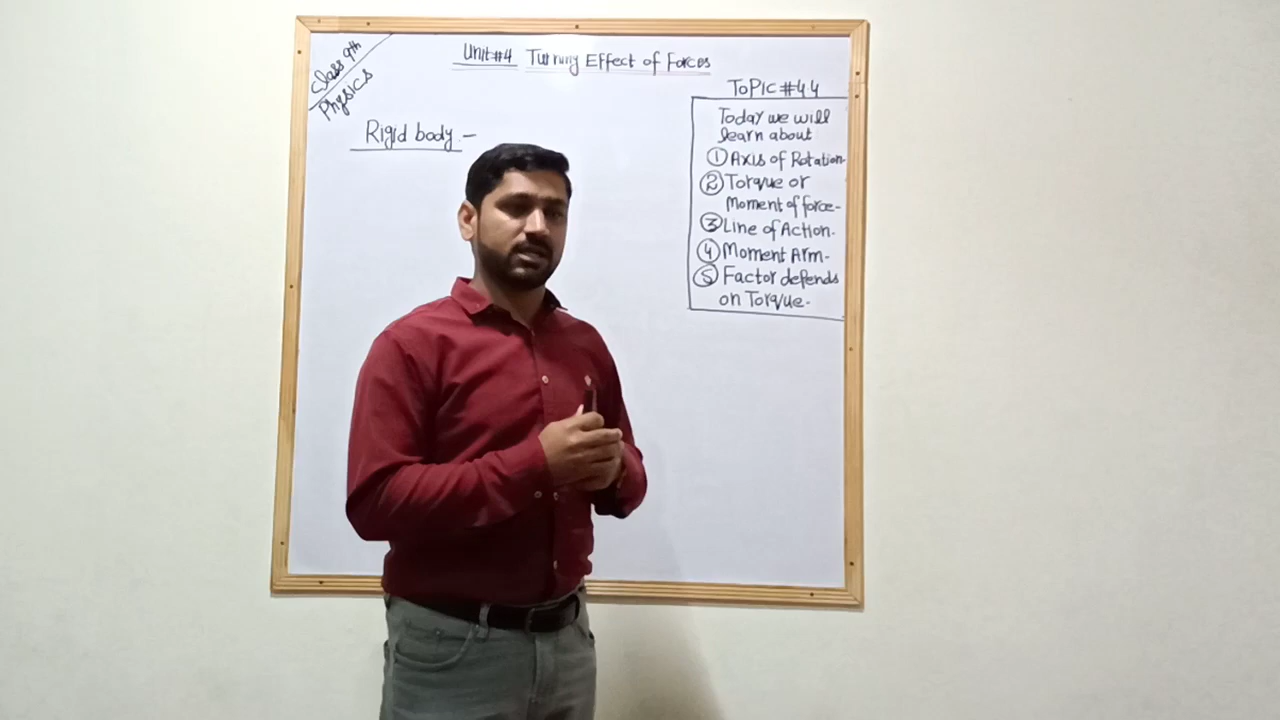 Class 9th
Physics
Unit#4 Turning Effect of Forces
Rigid body :-
Topic #4.4
Today we will
learn about
① Axis of Rotation-
② Torque or
Moment of force-
③ Line of Action-
④ Moment Arm-
⑤ Factor depends
on Torque-